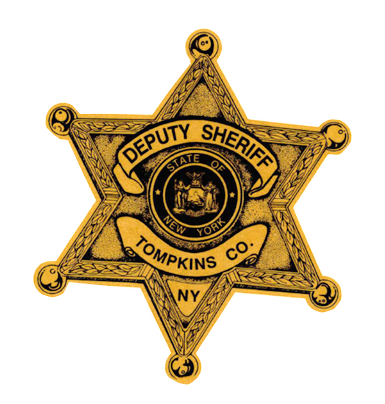 DEPUTY SHERIFF
STATE OF
NEW YORK
TOMPKINS CO.
NY